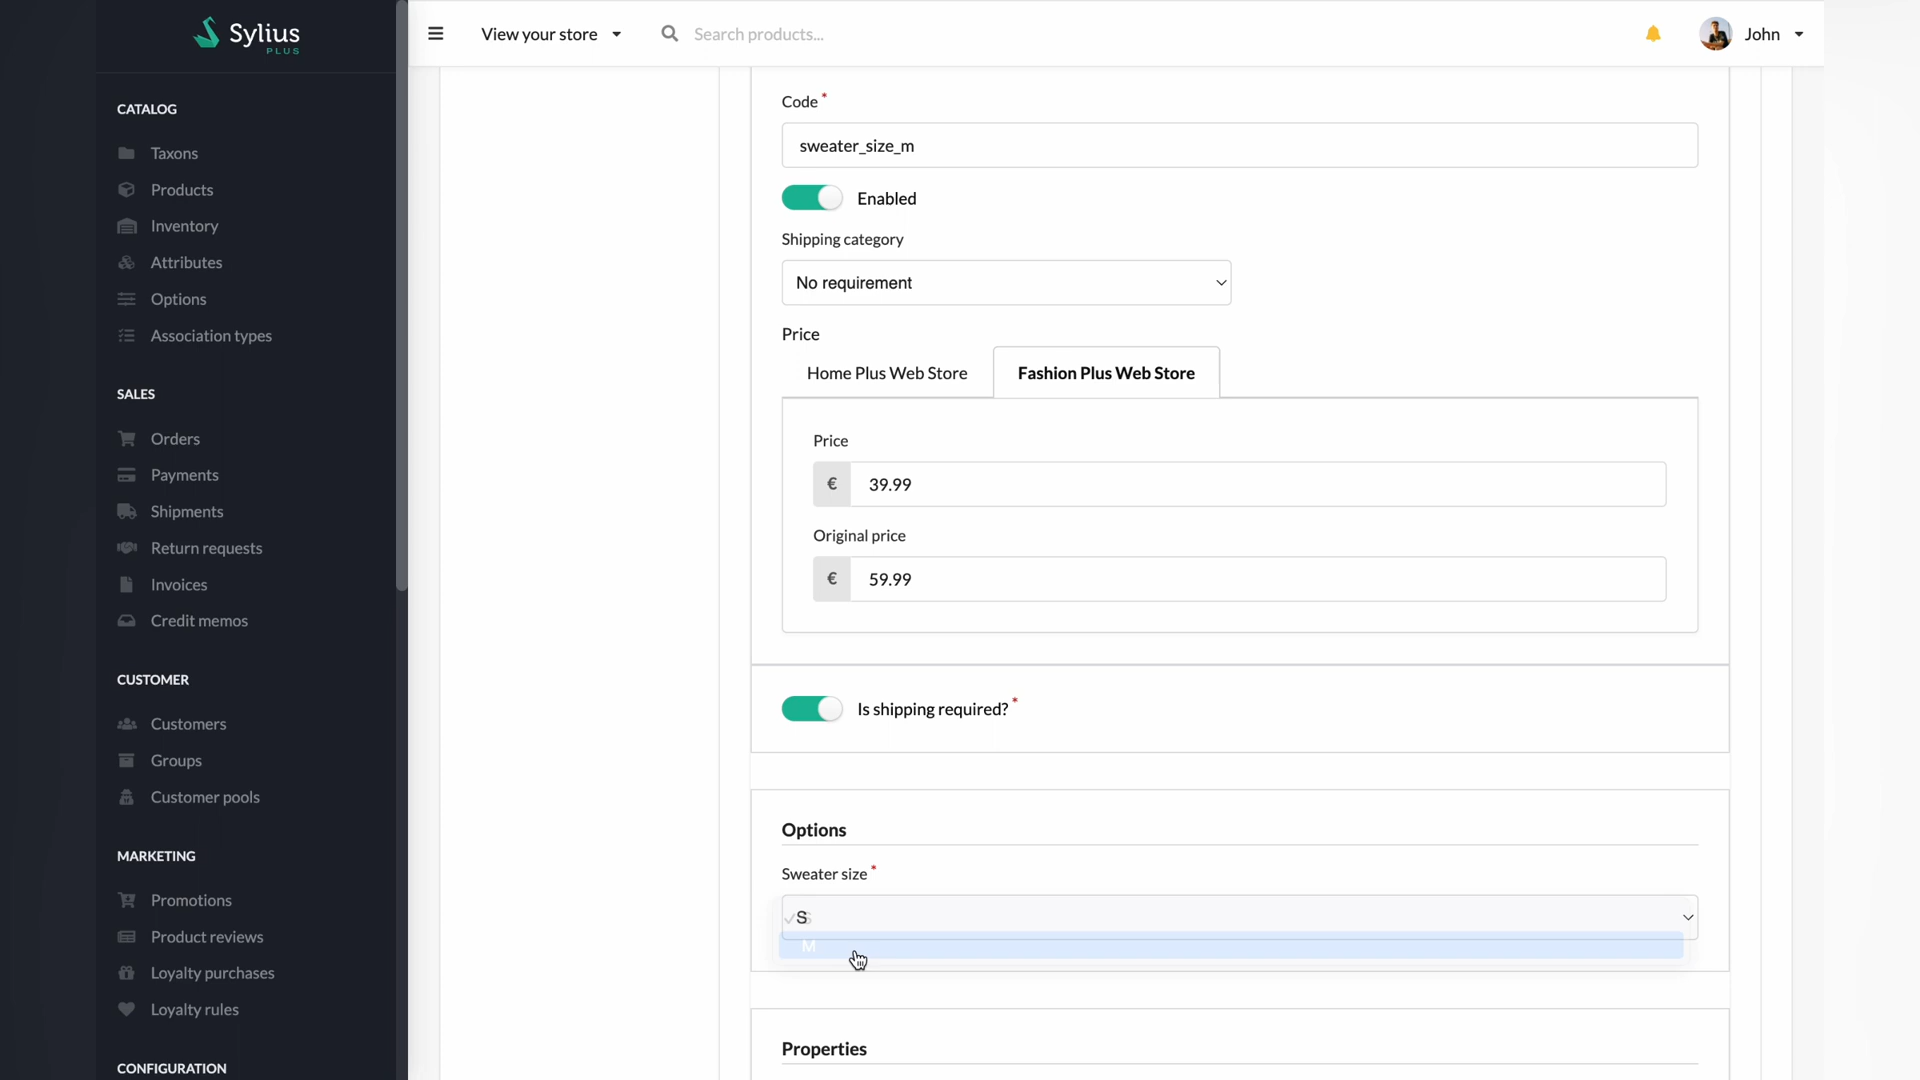 Sylius
PLUS
View your store
Search products...
John
CATALOG
Taxons
Products
Inventory
Attributes
Options
Association types
SALES
Orders
Payments
Shipments
Return requests
Invoices
Credit memos
CUSTOMER
Customers
Groups
Customer pools
MARKETING
Promotions
Product reviews
Loyalty purchases
Loyalty rules
CONFIGURATION
Code *
sweater_size_m
Enabled
Shipping category
No requirement
Price
Home Plus Web Store
Fashion Plus Web Store
Price
€ 39.99
Original price
€ 59.99
Is shipping required? *
Options
Sweater size *
S
M
Properties